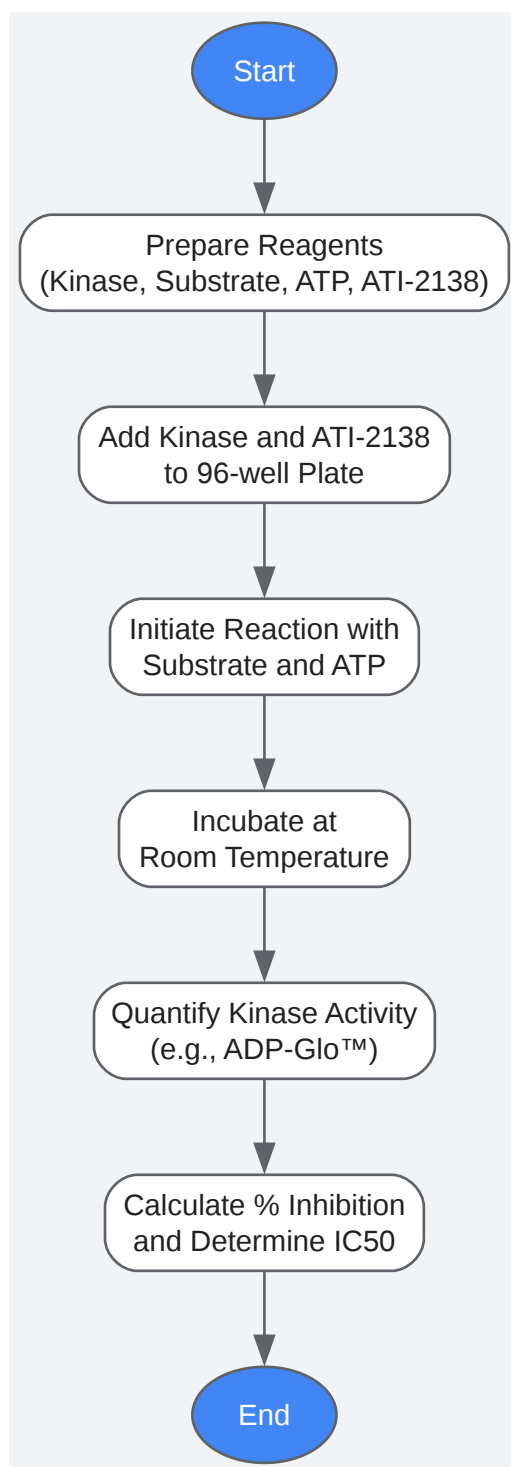 Start
Prepare Reagents
(Kinase, Substrate, ATP, ATI-2138)
Add Kinase and ATI-2138
to 96-well Plate
Initiate Reaction with
Substrate and ATP
Incubate at
Room Temperature
Quantify Kinase Activity
(e.g., ADP-Glo™)
Calculate % Inhibition
and Determine IC50
End